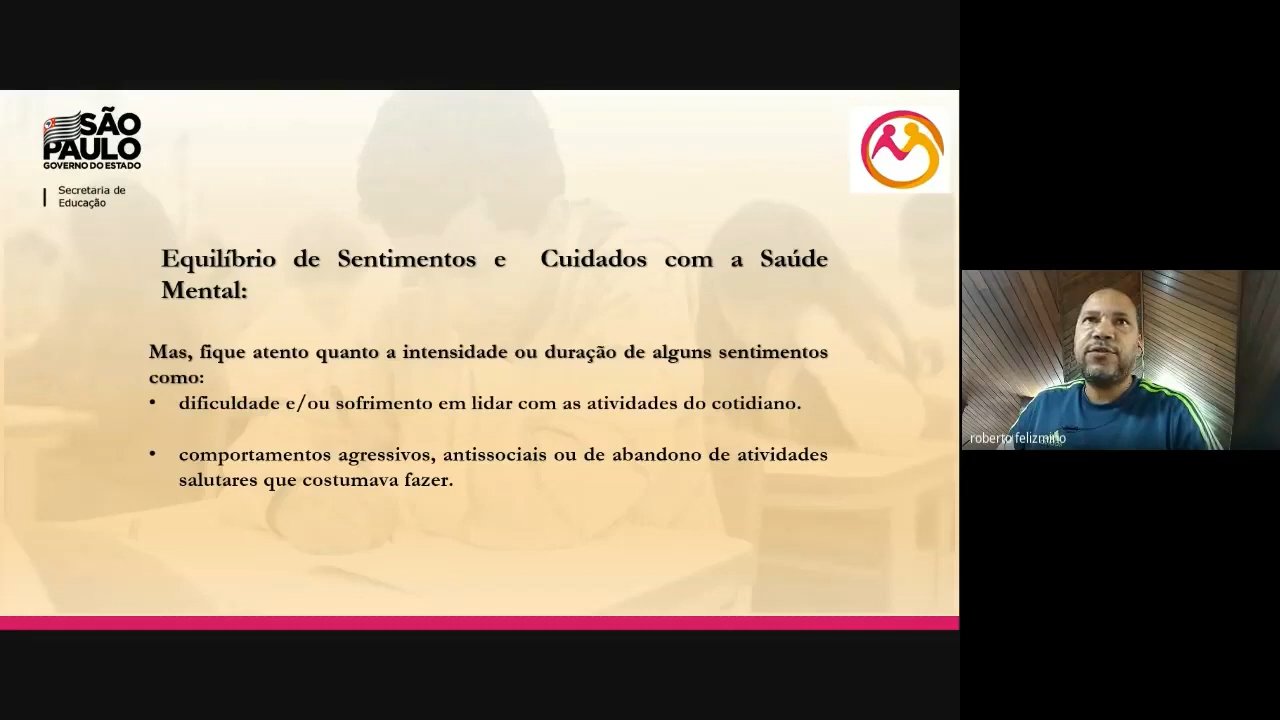 SÃO
PAULO
GOVERNO DO ESTADO
Secretaria de
Educação
Equilíbrio de Sentimentos e Cuidados com a Saúde
Mental:
Mas, fique atento quanto a intensidade ou duração de alguns sentimentos
como:
• dificuldade e/ou sofrimento em lidar com as atividades do cotidiano.
• comportamentos agressivos, antissociais ou de abandono de atividades
salutares que costumava fazer.
roberto felizmino